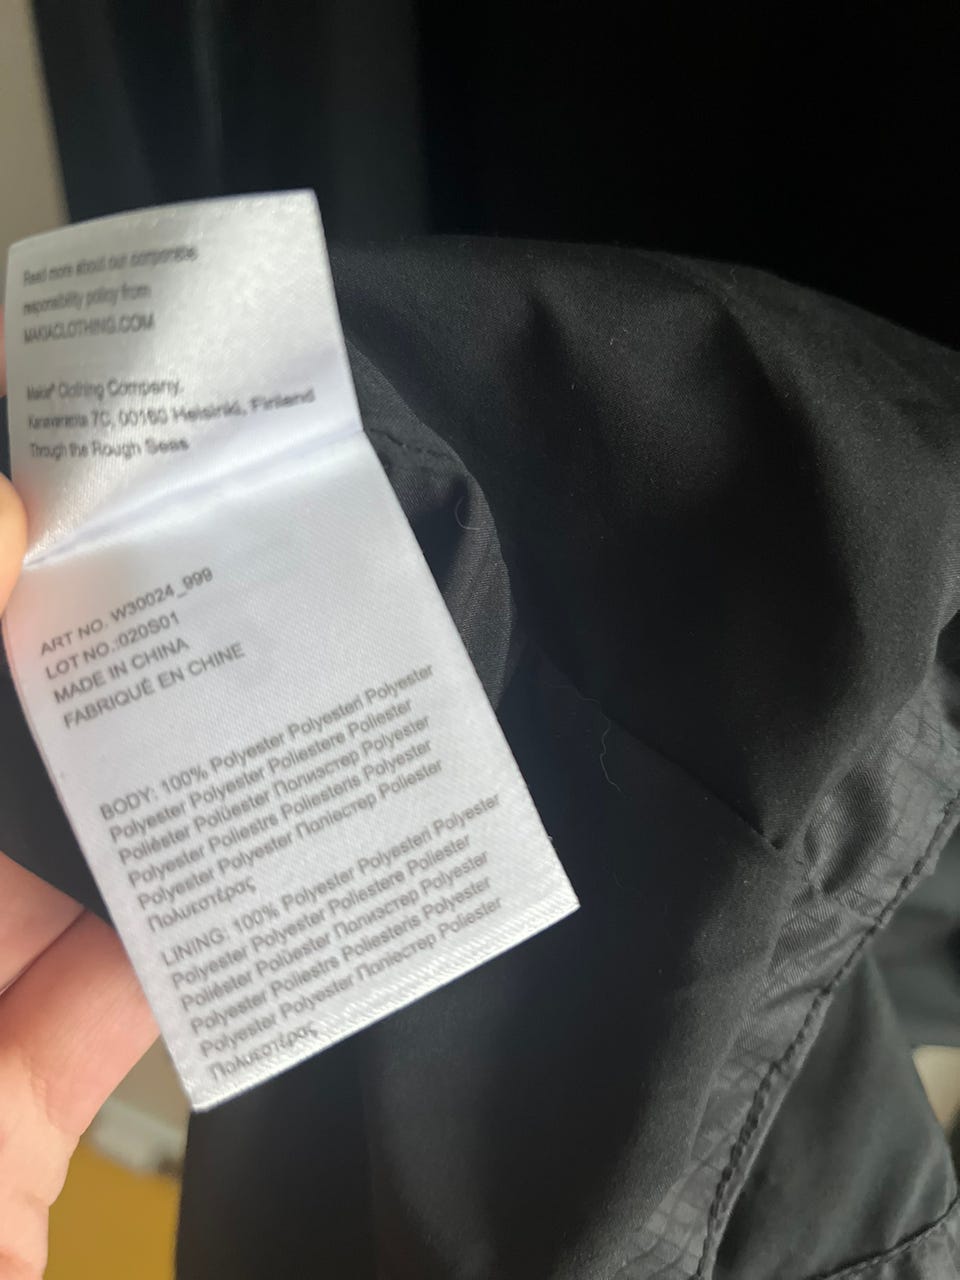 Read more about our corporate
responsibility policy from
MAKIACLOTHING.COM
Makia® Clothing Company,
Kanavaranta 7C, 00160 Helsinki, Finland
Through the Rough Seas
ART NO. W30024_999
LOT NO.:020S01
MADE IN CHINA
FABRIQUÉ EN CHINE
BODY: 100% Polyester Polyesteri Polyester
Polyester Polyester Poliestere Poliester
Poliéster Polüester Полиэстер Polyester
Polyester Poliestrs Poliesteris Polyester
Polyester Polyester Полиестер Poliester
Πολυεστέρας
LINING: 100% Polyester Polyesteri Polyester
Polyester Polyester Poliestere Poliester
Poliéster Polüester Полиэстер Polyester
Polyester Poliestre Poliesteris Polyester
Polyester Polyester Полиестер Poliester
Πολυεστέρας